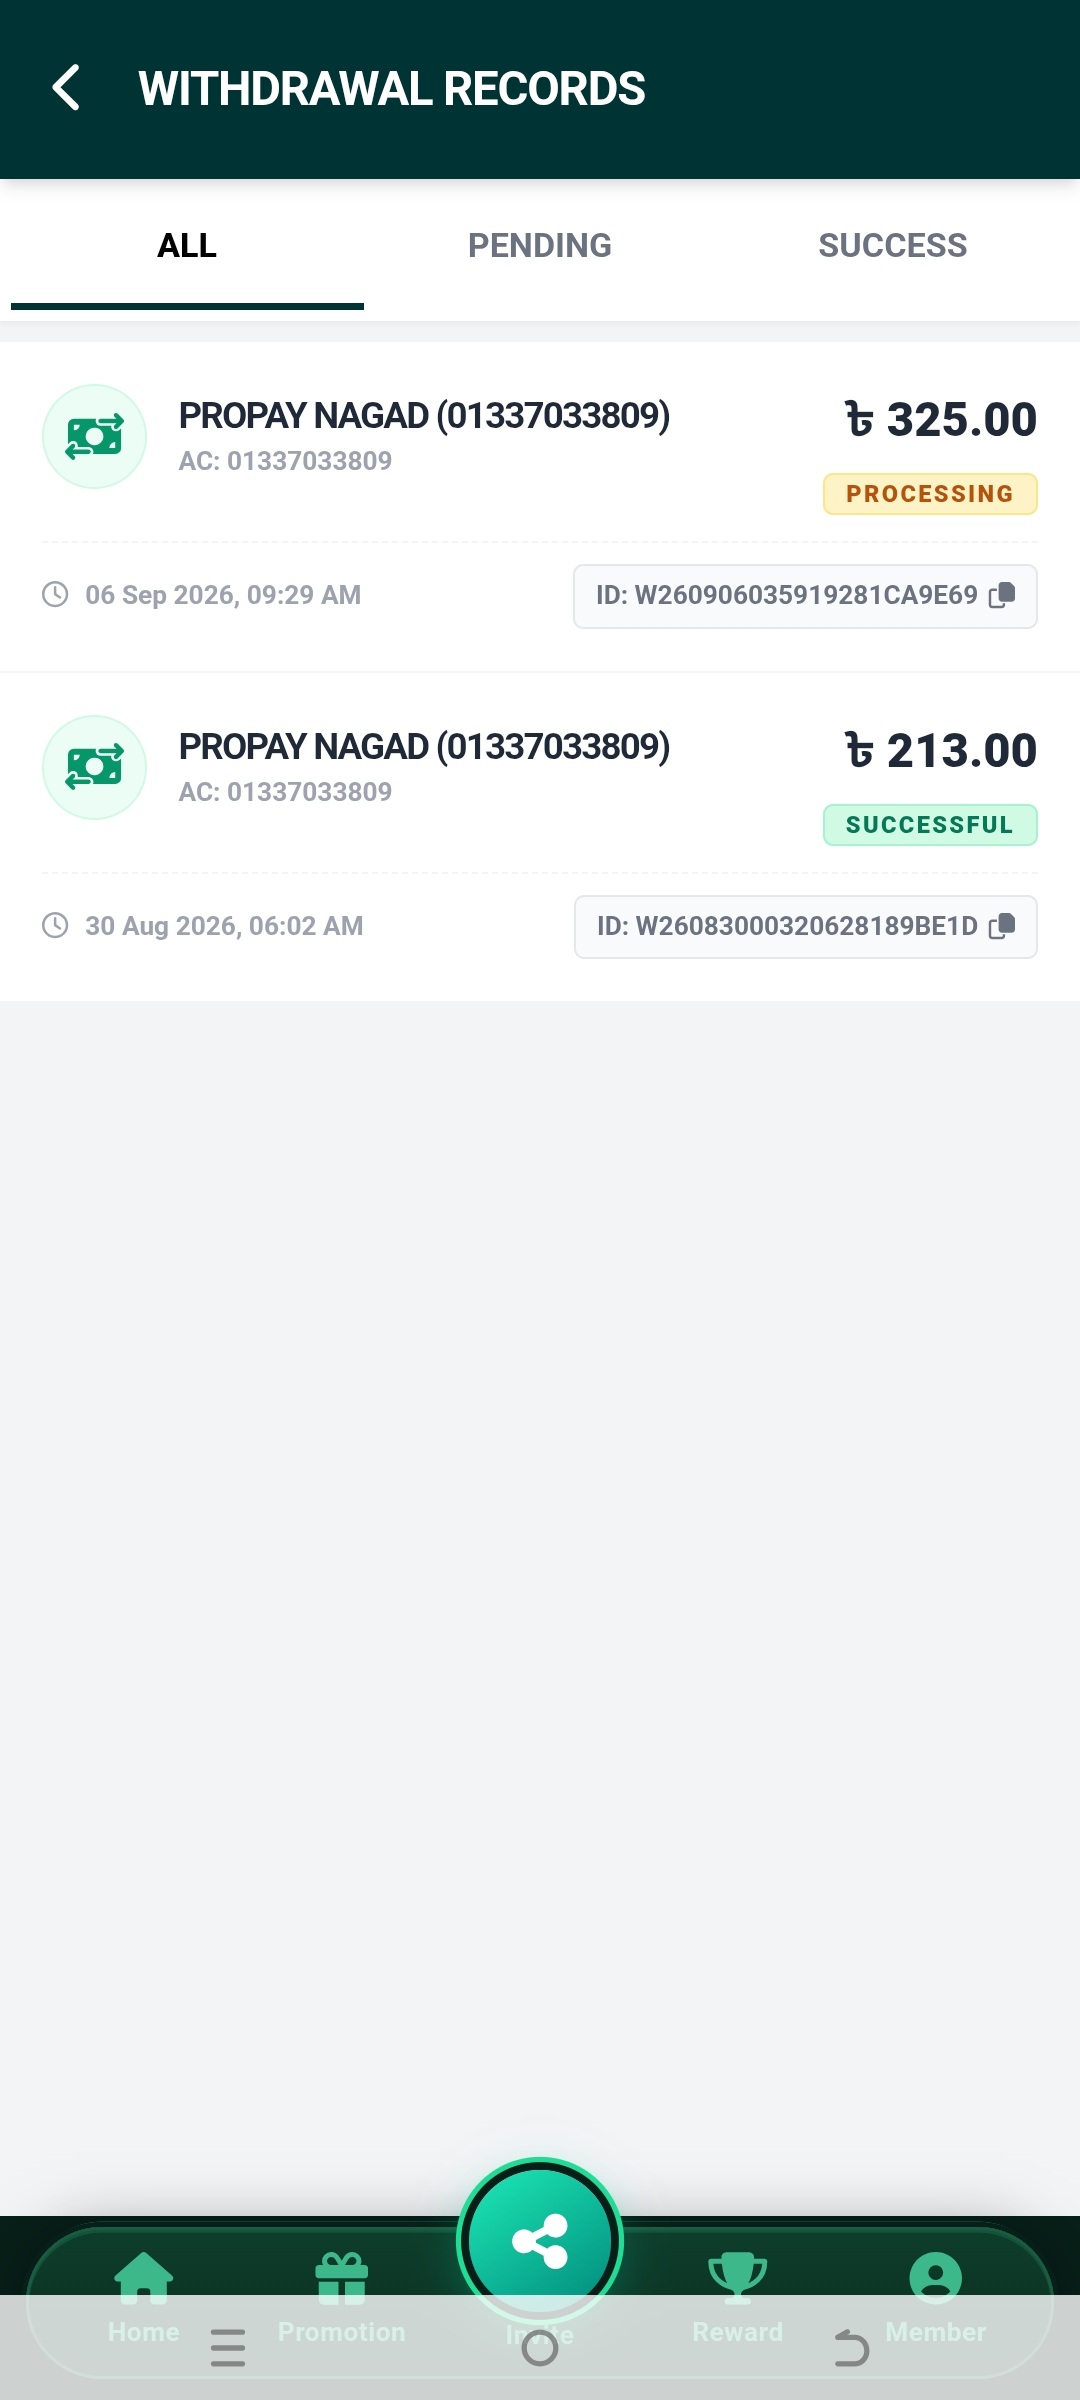 WITHDRAWAL RECORDS
ALL PENDING SUCCESS
PROPAY NAGAD (01337033809) ৳ 325.00
AC: 01337033809
PROCESSING
06 Sep 2026, 09:29 AM ID: W260906035919281CA9E69
PROPAY NAGAD (01337033809) ৳ 213.00
AC: 01337033809
SUCCESSFUL
30 Aug 2026, 06:02 AM ID: W26083000320628189BE1D
Home Promotion Invite Reward Member